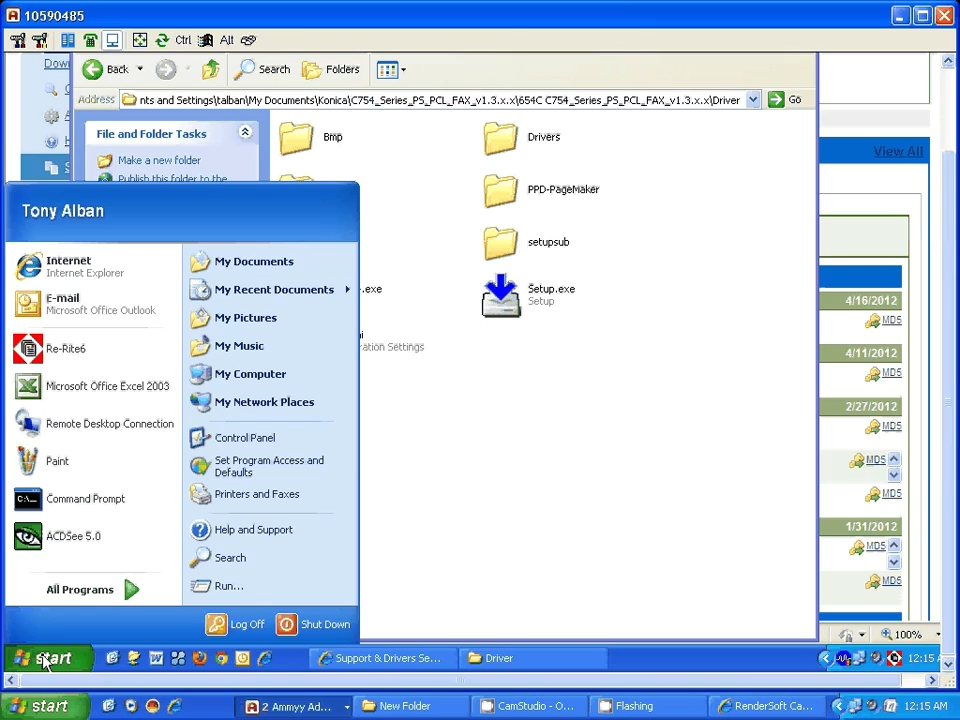 10590485
Ctrl Alt
Back Search Folders
Address nts and Settings\talban\My Documents\Konica\C754_Series_PS_PCL_FAX_v1.3.x.x\654C C754_Series_PS_PCL_FAX_v1.3.x.x\Driver Go
File and Folder Tasks
Make a new folder
Publish this folder to the
Bmp
Drivers
PPD-PageMaker
setupsub
.exe
Setup.exe
Setup
ration Settings
View All
4/16/2012
MD5
4/11/2012
MD5
2/27/2012
MD5
MD5
MD5
1/31/2012
MD5
MD5
100%
Tony Alban
Internet
Internet Explorer
E-mail
Microsoft Office Outlook
Re-Rite6
Microsoft Office Excel 2003
Remote Desktop Connection
Paint
Command Prompt
ACDSee 5.0
All Programs
My Documents
My Recent Documents
My Pictures
My Music
My Computer
My Network Places
Control Panel
Set Program Access and
Defaults
Printers and Faxes
Help and Support
Search
Run...
Log Off Shut Down
start Support & Drivers Se... Driver 12:15
start 2 Ammyy Ad... New Folder CamStudio - O... Flashing RenderSoft Ca... 12:15 AM